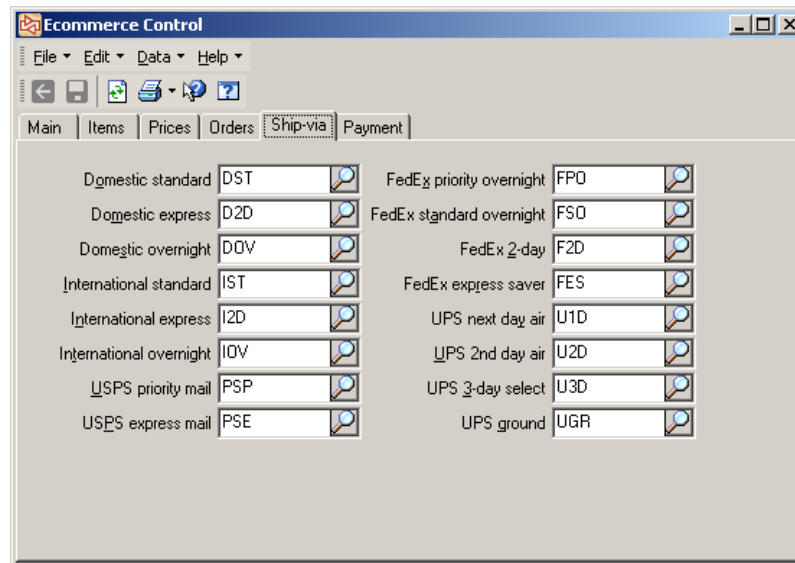 Ecommerce Control
File Edit Data Help
Main Items Prices Orders Ship-via Payment
Domestic standard DST FedEx priority overnight FPO
Domestic express D2D FedEx standard overnight FSO
Domestic overnight DOV FedEx 2-day F2D
International standard IST FedEx express saver FES
International express I2D UPS next day air U1D
International overnight IOV UPS 2nd day air U2D
USPS priority mail PSP UPS 3-day select U3D
USPS express mail PSE UPS ground UGR